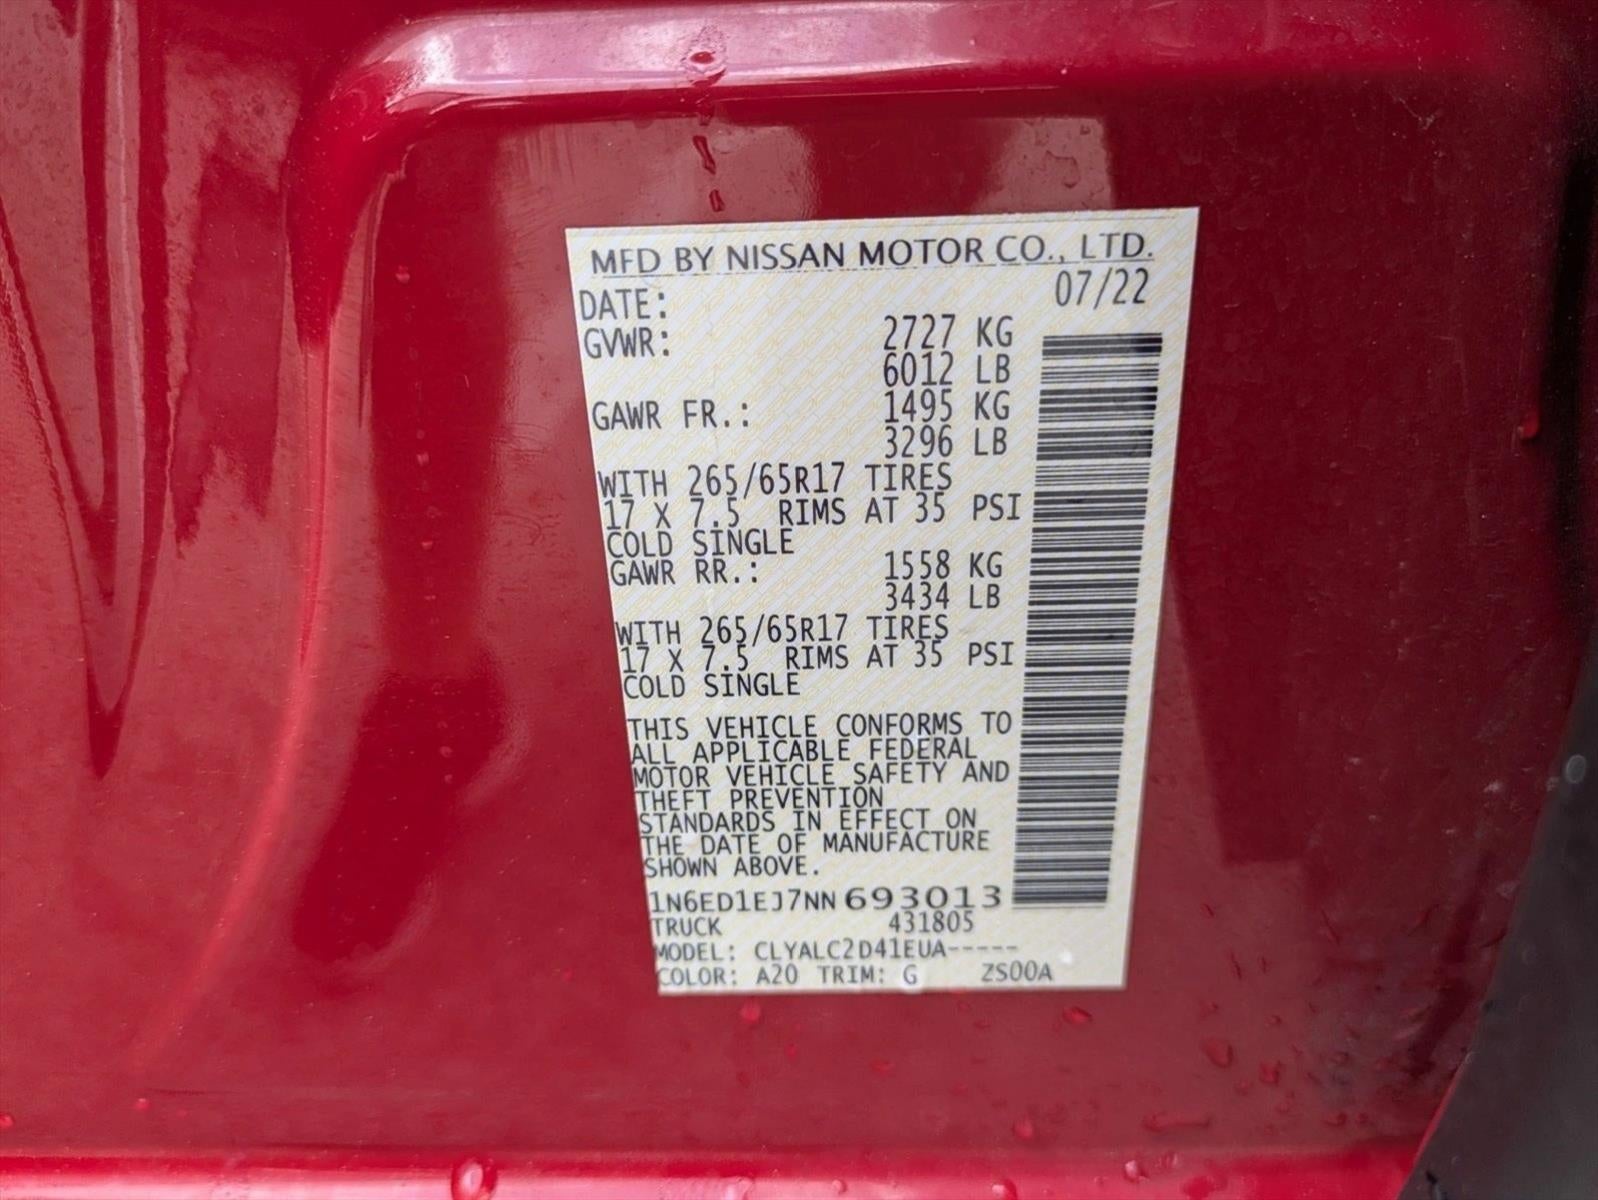 MFD BY NISSAN MOTOR CO., LTD.
DATE: 07/22
GVWR: 2727 KG
6012 LB
GAWR FR.: 1495 KG
3296 LB
WITH 265/65R17 TIRES
17 X 7.5 RIMS AT 35 PSI
COLD SINGLE
GAWR RR.: 1558 KG
3434 LB
WITH 265/65R17 TIRES
17 X 7.5 RIMS AT 35 PSI
COLD SINGLE
THIS VEHICLE CONFORMS TO
ALL APPLICABLE FEDERAL
MOTOR VEHICLE SAFETY AND
THEFT PREVENTION
STANDARDS IN EFFECT ON
THE DATE OF MANUFACTURE
SHOWN ABOVE.
1N6ED1EJ7NN693013
TRUCK 431805
MODEL: CLYALC2D41EUA-----
COLOR: A20 TRIM: G ZS00A